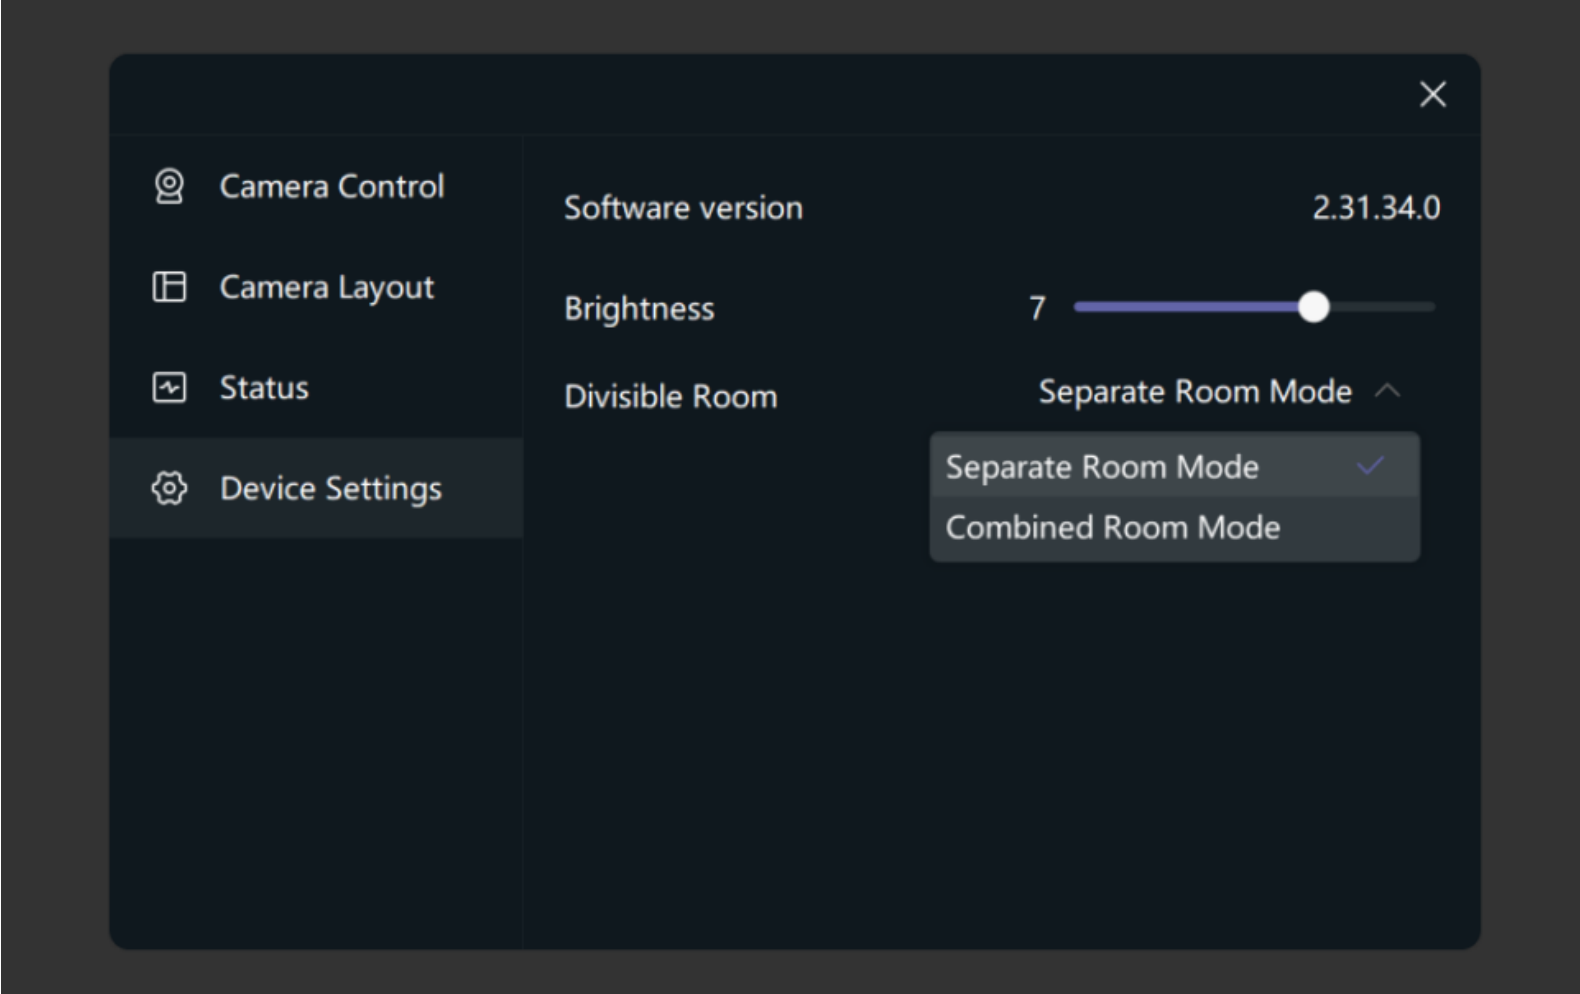 Camera Control
Camera Layout
Status
Device Settings
Software version 2.31.34.0
Brightness 7
Divisible Room Separate Room Mode
Separate Room Mode
Combined Room Mode